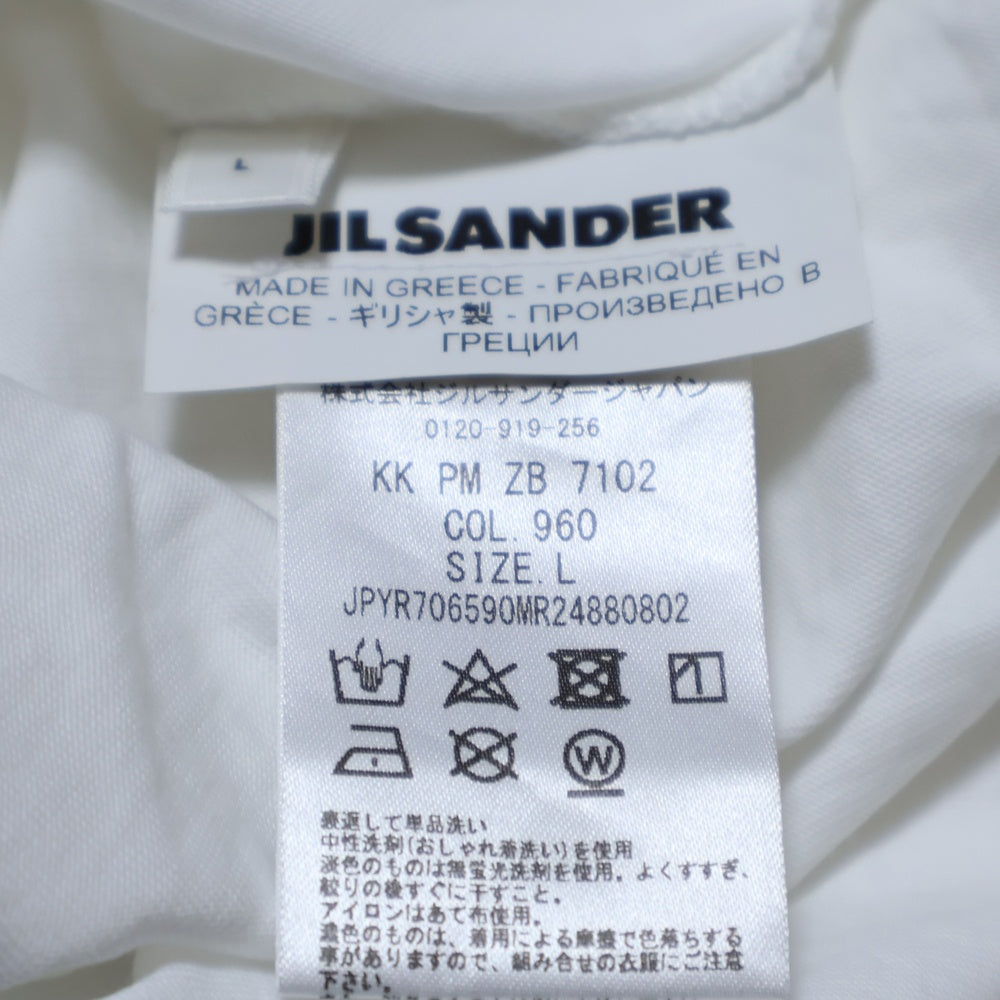 L
JIL SANDER
MADE IN GREECE - FABRIQUÉ EN
GRÈCE - ギリシャ製 - ПРОИЗВЕДЕНО В
ГРЕЦИИ
株式会社ジルサンダージャパン
0120-919-256
KK PM ZB 7102
COL. 960
SIZE. L
JPYR706590MR24880802
W
裏返して単品洗い
中性洗剤(おしゃれ着洗い)を使用
淡色のものは無蛍光洗剤を使用。よくすすぎ、
絞りの後すぐに干すこと。
アイロンはあて布使用。
濃色のものは、着用による摩擦で色落ちする
事がありますので、組み合せの衣服にご注意
下さい。